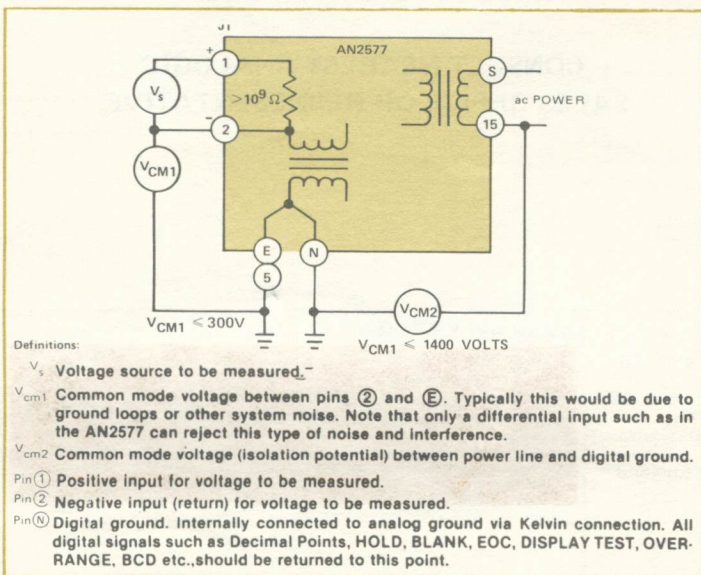 J1
AN2577
+
1
S
Vs
>10⁹ Ω
ac POWER
−
2
15
VCM1
E
N
5
VCM2
VCM1 ≤ 300V
VCM1 ≤ 1400 VOLTS
Definitions:
Vs Voltage source to be measured.
Vcm1 Common mode voltage between pins ② and Ⓔ. Typically this would be due to
ground loops or other system noise. Note that only a differential input such as in
the AN2577 can reject this type of noise and interference.
Vcm2 Common mode voltage (isolation potential) between power line and digital ground.
Pin① Positive input for voltage to be measured.
Pin② Negative input (return) for voltage to be measured.
PinⓃ Digital ground. Internally connected to analog ground via Kelvin connection. All
digital signals such as Decimal Points, HOLD, BLANK, EOC, DISPLAY TEST, OVER-
RANGE, BCD etc.,should be returned to this point.